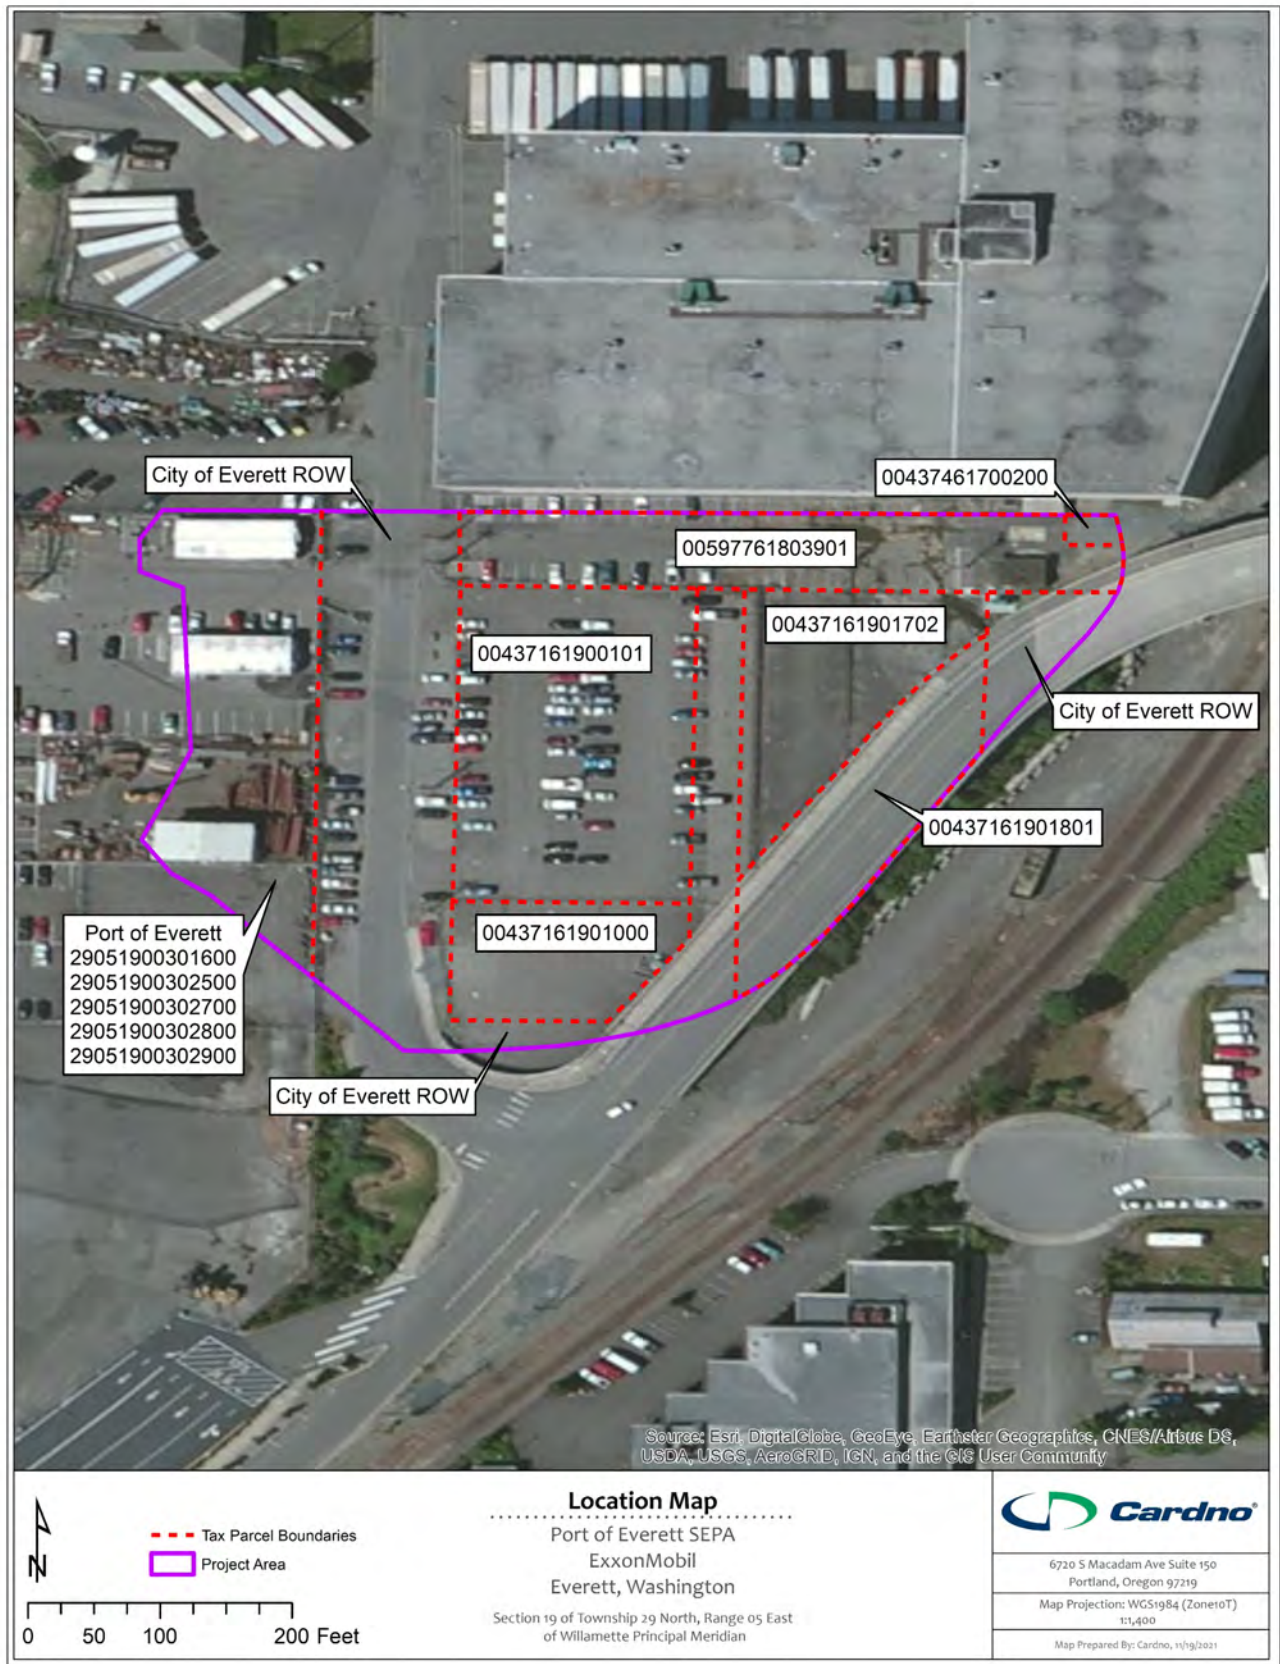 City of Everett ROW
00437461700200
00597761803901
00437161901702
00437161900101
City of Everett ROW
00437161901801
Port of Everett
29051900301600
29051900302500
29051900302700
29051900302800
29051900302900
00437161901000
City of Everett ROW
Source: Esri, DigitalGlobe, GeoEye, Earthstar Geographics, CNES/Airbus DS,
USDA, USGS, AeroGRID, IGN, and the GIS User Community
N
Tax Parcel Boundaries
Project Area
0 50 100 200 Feet
Location Map
Port of Everett SEPA
ExxonMobil
Everett, Washington
Section 19 of Township 29 North, Range 05 East
of Willamette Principal Meridian
Cardno®
6720 S Macadam Ave Suite 150
Portland, Oregon 97219
Map Projection: WGS1984 (Zone10T)
1:1,400
Map Prepared By: Cardno, 11/19/2021